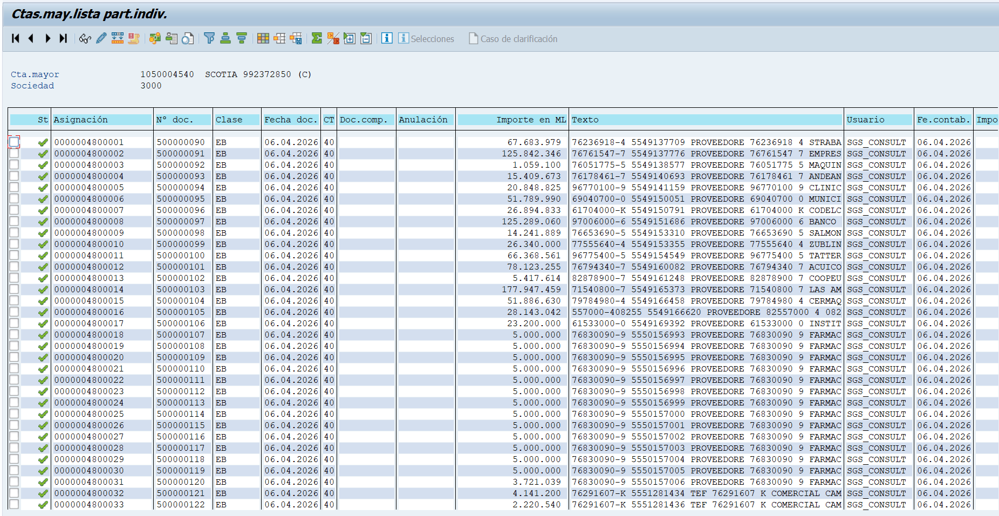 Ctas.may.lista part.indiv.
Selecciones Caso de clarificación
Cta.mayor 1050004540 SCOTIA 992372850 (C)
Sociedad 3000
St Asignación N° doc. Clase Fecha doc. CT Doc.comp. Anulación Importe en ML Texto Usuario Fe.contab. Impo
0000004800001 500000090 EB 06.04.2026 40 67.683.979 76236918-4 5549137709 PROVEEDORE 76236918 4 STRABA SGS_CONSULT 06.04.2026
0000004800002 500000091 EB 06.04.2026 40 125.842.346 76761547-7 5549137776 PROVEEDORE 76761547 7 EMPRES SGS_CONSULT 06.04.2026
0000004800003 500000092 EB 06.04.2026 40 1.059.100 76051775-5 5549138577 PROVEEDORE 76051775 5 MAQUIN SGS_CONSULT 06.04.2026
0000004800004 500000093 EB 06.04.2026 40 15.409.673 76178461-7 5549140693 PROVEEDORE 76178461 7 ANDEAN SGS_CONSULT 06.04.2026
0000004800005 500000094 EB 06.04.2026 40 20.848.825 96770100-9 5549141159 PROVEEDORE 96770100 9 CLINIC SGS_CONSULT 06.04.2026
0000004800006 500000095 EB 06.04.2026 40 51.789.990 69040700-0 5549150051 PROVEEDORE 69040700 0 MUNICI SGS_CONSULT 06.04.2026
0000004800007 500000096 EB 06.04.2026 40 26.894.833 61704000-K 5549150791 PROVEEDORE 61704000 K CODELC SGS_CONSULT 06.04.2026
0000004800008 500000097 EB 06.04.2026 40 125.289.060 97006000-6 5549151686 PROVEEDORE 97006000 6 BANCO SGS_CONSULT 06.04.2026
0000004800009 500000098 EB 06.04.2026 40 14.241.889 76653690-5 5549153310 PROVEEDORE 76653690 5 SALMON SGS_CONSULT 06.04.2026
0000004800010 500000099 EB 06.04.2026 40 26.340.000 77555640-4 5549153355 PROVEEDORE 77555640 4 ZUBLIN SGS_CONSULT 06.04.2026
0000004800011 500000100 EB 06.04.2026 40 66.368.561 96775400-5 5549154549 PROVEEDORE 96775400 5 TATTER SGS_CONSULT 06.04.2026
0000004800012 500000101 EB 06.04.2026 40 78.123.255 76794340-7 5549160082 PROVEEDORE 76794340 7 ACUICO SGS_CONSULT 06.04.2026
0000004800013 500000102 EB 06.04.2026 40 5.417.614 82878900-7 5549161248 PROVEEDORE 82878900 7 COOPEU SGS_CONSULT 06.04.2026
0000004800014 500000103 EB 06.04.2026 40 177.947.459 71540800-7 5549165373 PROVEEDORE 71540800 7 LAS AM SGS_CONSULT 06.04.2026
0000004800015 500000104 EB 06.04.2026 40 51.886.630 79784980-4 5549166458 PROVEEDORE 79784980 4 CERMAQ SGS_CONSULT 06.04.2026
0000004800016 500000105 EB 06.04.2026 40 28.143.042 557000-408255 5549166620 PROVEEDORE 82557000 4 082 SGS_CONSULT 06.04.2026
0000004800017 500000106 EB 06.04.2026 40 23.200.000 61533000-0 5549169392 PROVEEDORE 61533000 0 INSTIT SGS_CONSULT 06.04.2026
0000004800018 500000107 EB 06.04.2026 40 5.000.000 76830090-9 5550156993 PROVEEDORE 76830090 9 FARMAC SGS_CONSULT 06.04.2026
0000004800019 500000108 EB 06.04.2026 40 5.000.000 76830090-9 5550156994 PROVEEDORE 76830090 9 FARMAC SGS_CONSULT 06.04.2026
0000004800020 500000109 EB 06.04.2026 40 5.000.000 76830090-9 5550156995 PROVEEDORE 76830090 9 FARMAC SGS_CONSULT 06.04.2026
0000004800021 500000110 EB 06.04.2026 40 5.000.000 76830090-9 5550156996 PROVEEDORE 76830090 9 FARMAC SGS_CONSULT 06.04.2026
0000004800022 500000111 EB 06.04.2026 40 5.000.000 76830090-9 5550156997 PROVEEDORE 76830090 9 FARMAC SGS_CONSULT 06.04.2026
0000004800023 500000112 EB 06.04.2026 40 5.000.000 76830090-9 5550156998 PROVEEDORE 76830090 9 FARMAC SGS_CONSULT 06.04.2026
0000004800024 500000113 EB 06.04.2026 40 5.000.000 76830090-9 5550156999 PROVEEDORE 76830090 9 FARMAC SGS_CONSULT 06.04.2026
0000004800025 500000114 EB 06.04.2026 40 5.000.000 76830090-9 5550157000 PROVEEDORE 76830090 9 FARMAC SGS_CONSULT 06.04.2026
0000004800026 500000115 EB 06.04.2026 40 5.000.000 76830090-9 5550157001 PROVEEDORE 76830090 9 FARMAC SGS_CONSULT 06.04.2026
0000004800027 500000116 EB 06.04.2026 40 5.000.000 76830090-9 5550157002 PROVEEDORE 76830090 9 FARMAC SGS_CONSULT 06.04.2026
0000004800028 500000117 EB 06.04.2026 40 5.000.000 76830090-9 5550157003 PROVEEDORE 76830090 9 FARMAC SGS_CONSULT 06.04.2026
0000004800029 500000118 EB 06.04.2026 40 5.000.000 76830090-9 5550157004 PROVEEDORE 76830090 9 FARMAC SGS_CONSULT 06.04.2026
0000004800030 500000119 EB 06.04.2026 40 5.000.000 76830090-9 5550157005 PROVEEDORE 76830090 9 FARMAC SGS_CONSULT 06.04.2026
0000004800031 500000120 EB 06.04.2026 40 3.721.039 76830090-9 5550157006 PROVEEDORE 76830090 9 FARMAC SGS_CONSULT 06.04.2026
0000004800032 500000121 EB 06.04.2026 40 4.141.200 76291607-K 5551281434 TEF 76291607 K COMERCIAL CAM SGS_CONSULT 06.04.2026
0000004800033 500000122 EB 06.04.2026 40 2.220.540 76291607-K 5551281436 TEF 76291607 K COMERCIAL CAM SGS_CONSULT 06.04.2026